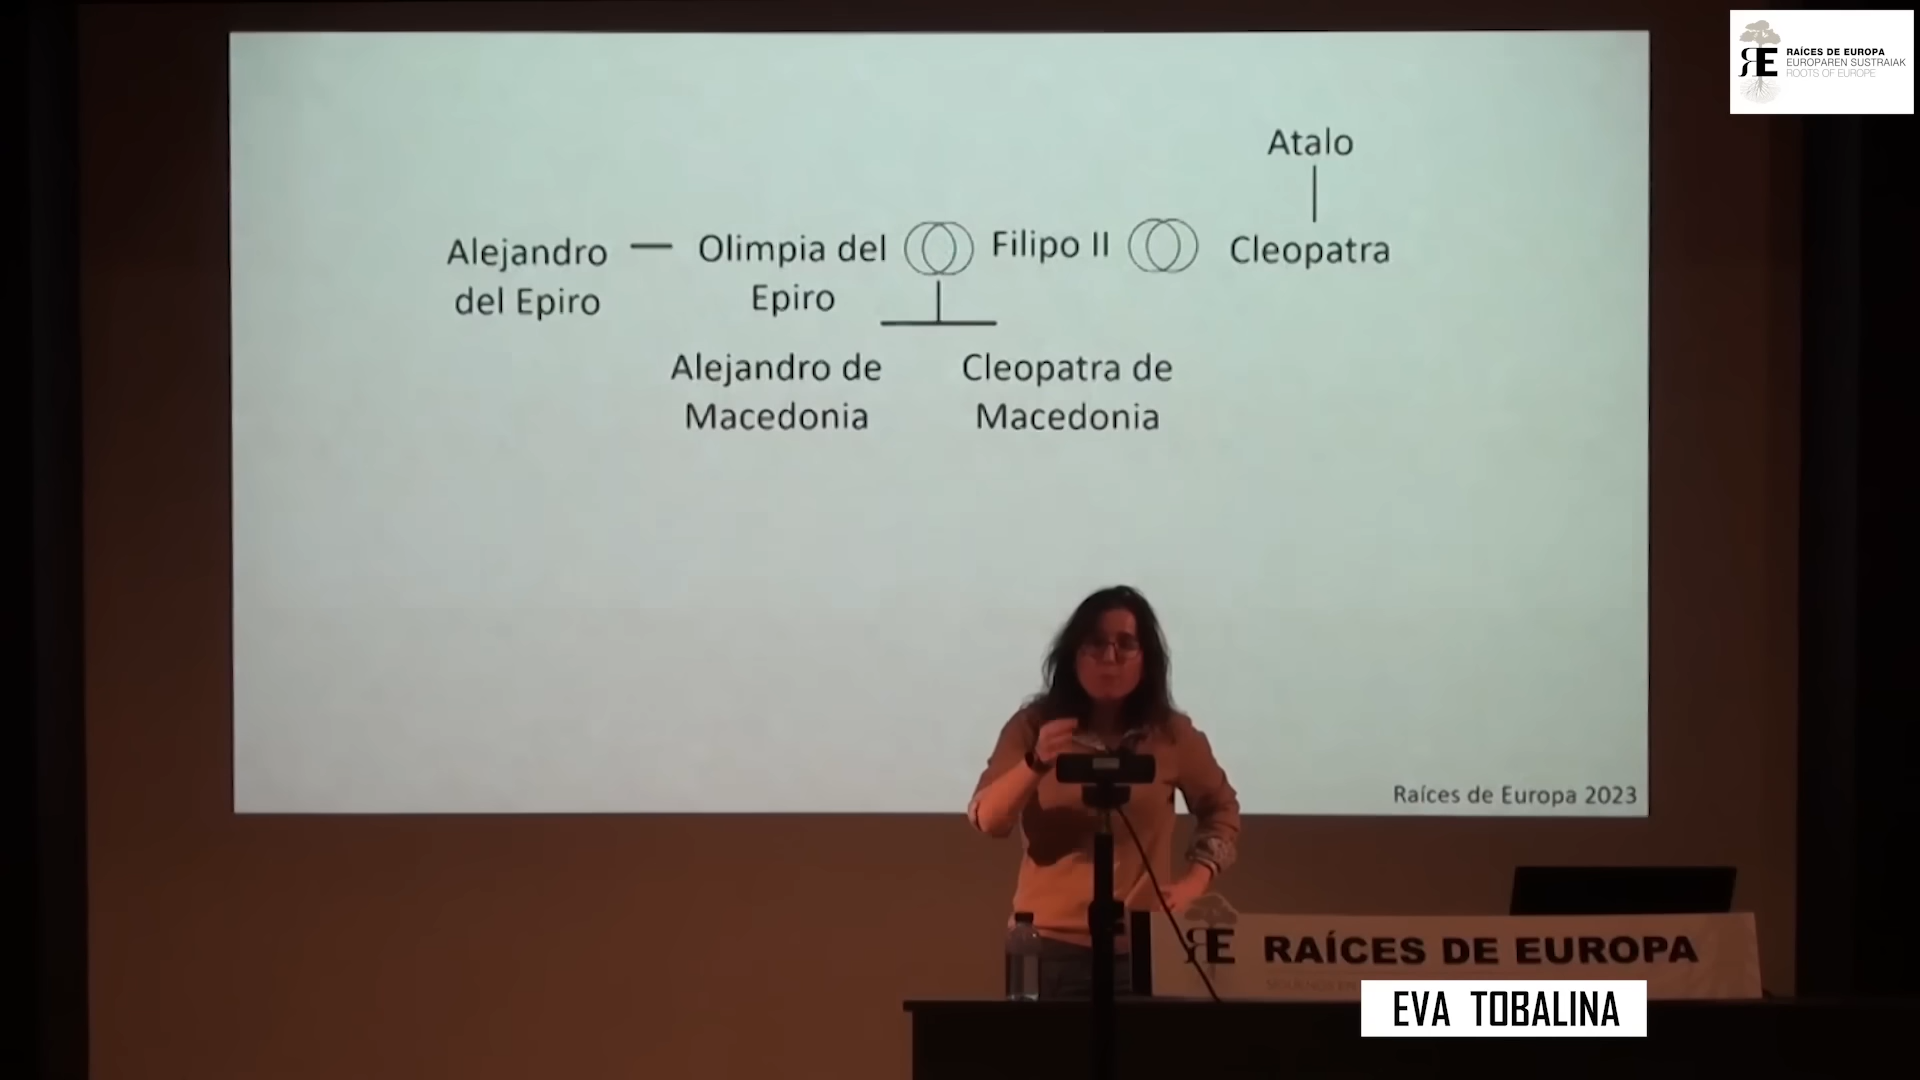 RAÍCES DE EUROPA
EUROPAREN SUSTRAIAK
ROOTS OF EUROPE
Atalo
Alejandro
del Epiro
Olimpia del
Epiro
Filipo II
Cleopatra
Alejandro de
Macedonia
Cleopatra de
Macedonia
Raíces de Europa 2023
RAÍCES DE EUROPA
EVA TOBALINA